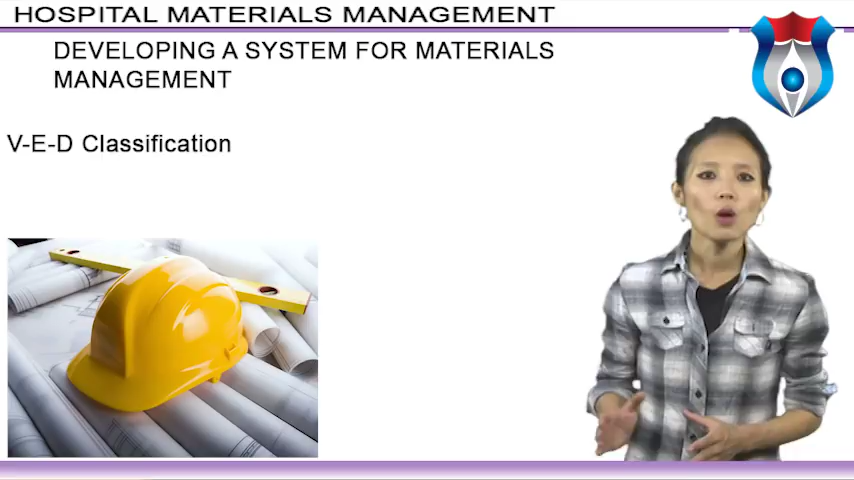 HOSPITAL MATERIALS MANAGEMENT
DEVELOPING A SYSTEM FOR MATERIALS
MANAGEMENT
V-E-D Classification